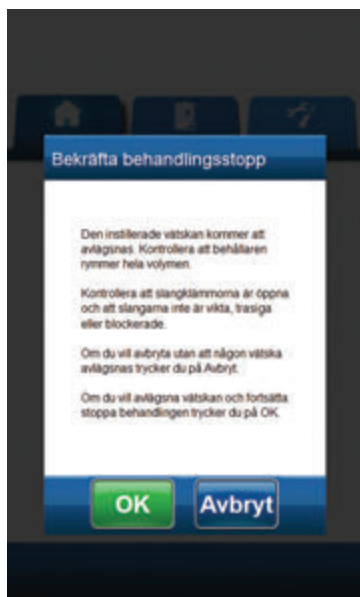 Bekräfta behandlingsstopp
Den instillerade vätskan kommer att
avlägsnas. Kontrollera att behållaren
rymmer hela volymen.
Kontrollera att slangklämmorna är öppna
och att slangarna inte är vikta, trasiga
eller blockerade.
Om du vill avbryta utan att någon vätska
avlägsnas trycker du på Avbryt.
Om du vill avlägsna vätskan och fortsätta
stoppa behandlingen trycker du på OK.
OK
Avbryt